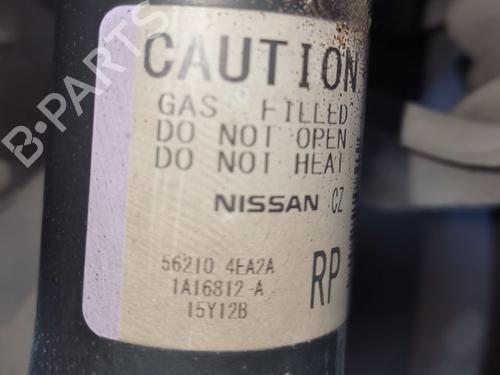 B-PARTS
CAUTION
GAS FILLED
DO NOT OPEN
DO NOT HEAT
NISSAN CZ
56210 4EA2A
1A16812-A
15Y12B
RP